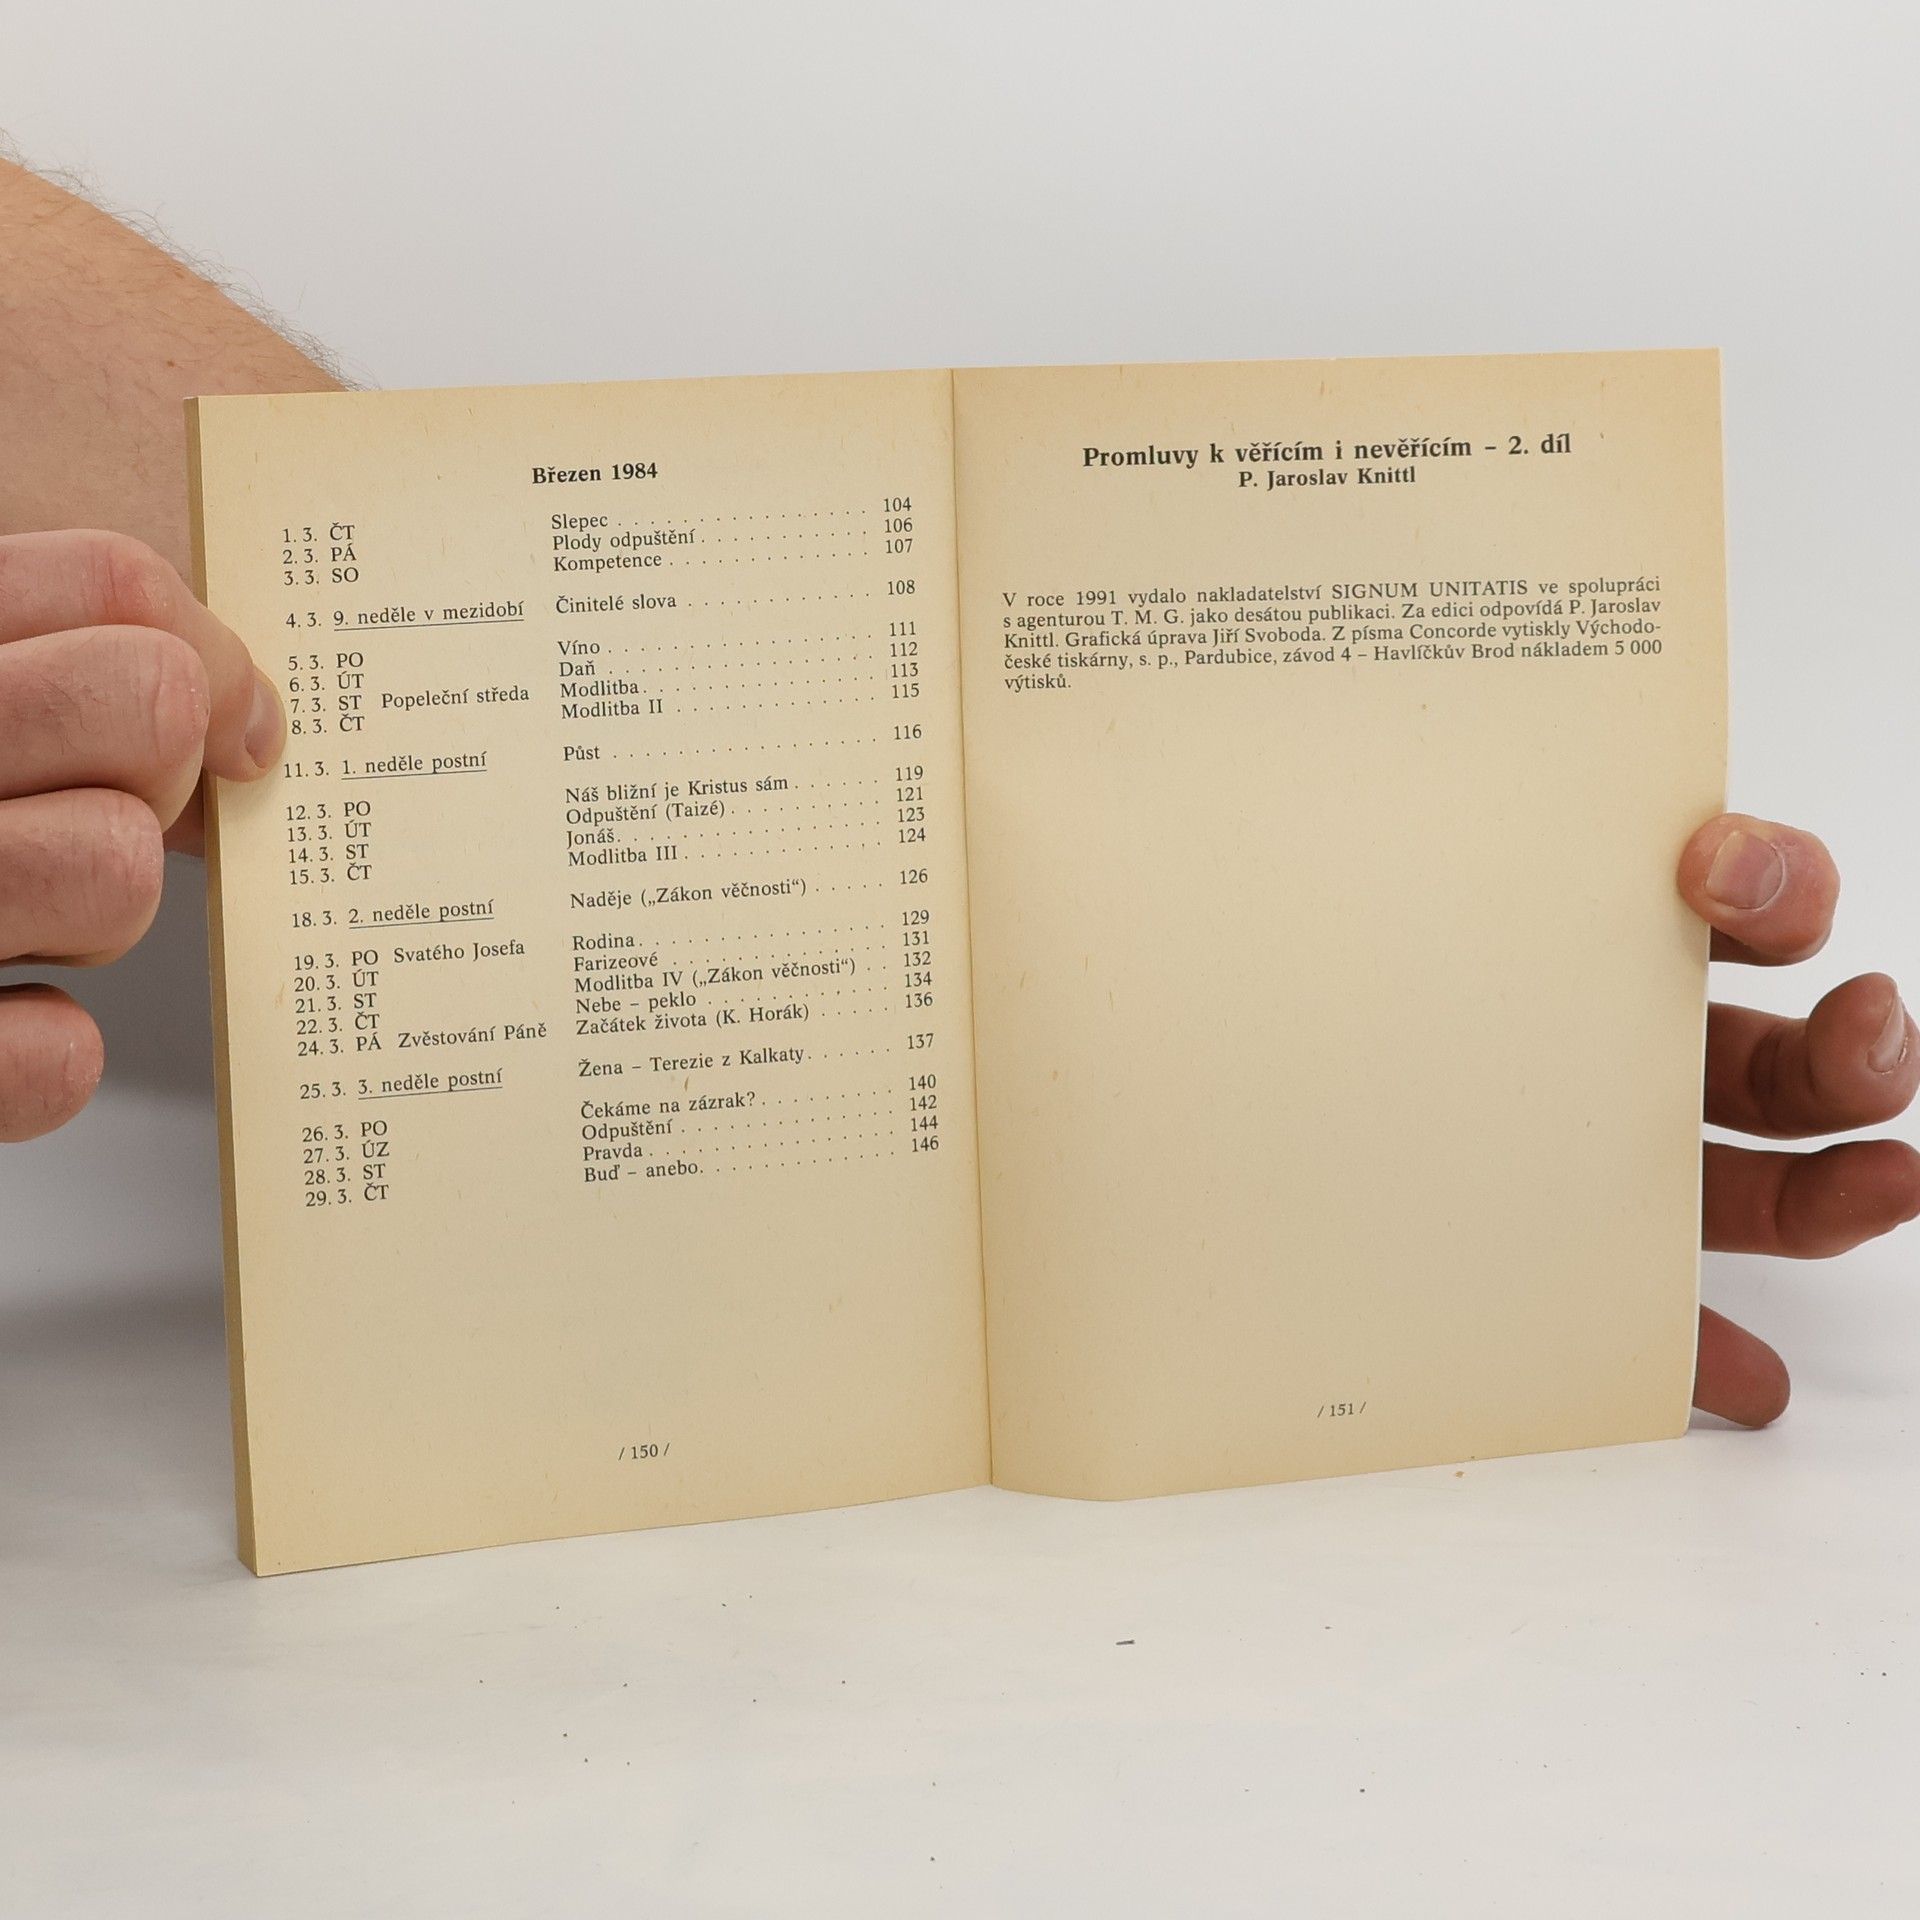 Březen 1984
1. 3. ČT Slepec . . . . . . . . . . . . . . . . 104
2. 3. PÁ Plody odpuštění . . . . . . . . . . . 106
3. 3. SO Kompetence . . . . . . . . . . . . . 107
4. 3. 9. neděle v mezidobí Činitelé slova . . . . . . . . . . . . 108
5. 3. PO Víno . . . . . . . . . . . . . . . . . 111
6. 3. ÚT Daň . . . . . . . . . . . . . . . . . 112
7. 3. ST Popeleční středa Modlitba . . . . . . . . . . . . . . . 113
8. 3. ČT Modlitba II . . . . . . . . . . . . . 115
11. 3. 1. neděle postní Půst . . . . . . . . . . . . . . . . . 116
12. 3. PO Náš bližní je Kristus sám . . . . . . 119
13. 3. ÚT Odpuštění (Taizé) . . . . . . . . . . 121
14. 3. ST Jonáš. . . . . . . . . . . . . . . . . 123
15. 3. ČT Modlitba III . . . . . . . . . . . . . 124
18. 3. 2. neděle postní Naděje („Zákon věčnosti“) . . . . . 126
19. 3. PO Svatého Josefa Rodina . . . . . . . . . . . . . . . . 129
20. 3. ÚT Farizeové . . . . . . . . . . . . . . 131
21. 3. ST Modlitba IV („Zákon věčnosti“) . . 132
22. 3. ČT Nebe – peklo . . . . . . . . . . . . 134
24. 3. PÁ Zvěstování Páně Začátek života (K. Horák) . . . . . 136
25. 3. 3. neděle postní Žena – Terezie z Kalkaty . . . . . . 137
26. 3. PO Čekáme na zázrak? . . . . . . . . . 140
27. 3. ÚZ Odpuštění . . . . . . . . . . . . . . 142
28. 3. ST Pravda . . . . . . . . . . . . . . . . 144
29. 3. ČT Buď – anebo. . . . . . . . . . . . . 146
/ 150 /
Promluvy k věřícím i nevěřícím – 2. díl
P. Jaroslav Knittl
V roce 1991 vydalo nakladatelství SIGNUM UNITATIS ve spolupráci
s agenturou T. M. G. jako desátou publikaci. Za edici odpovídá P. Jaroslav
Knittl. Grafická úprava Jiří Svoboda. Z písma Concorde vytiskly Východo-
české tiskárny, s. p., Pardubice, závod 4 – Havlíčkův Brod nákladem 5 000
výtisků.
/ 151 /